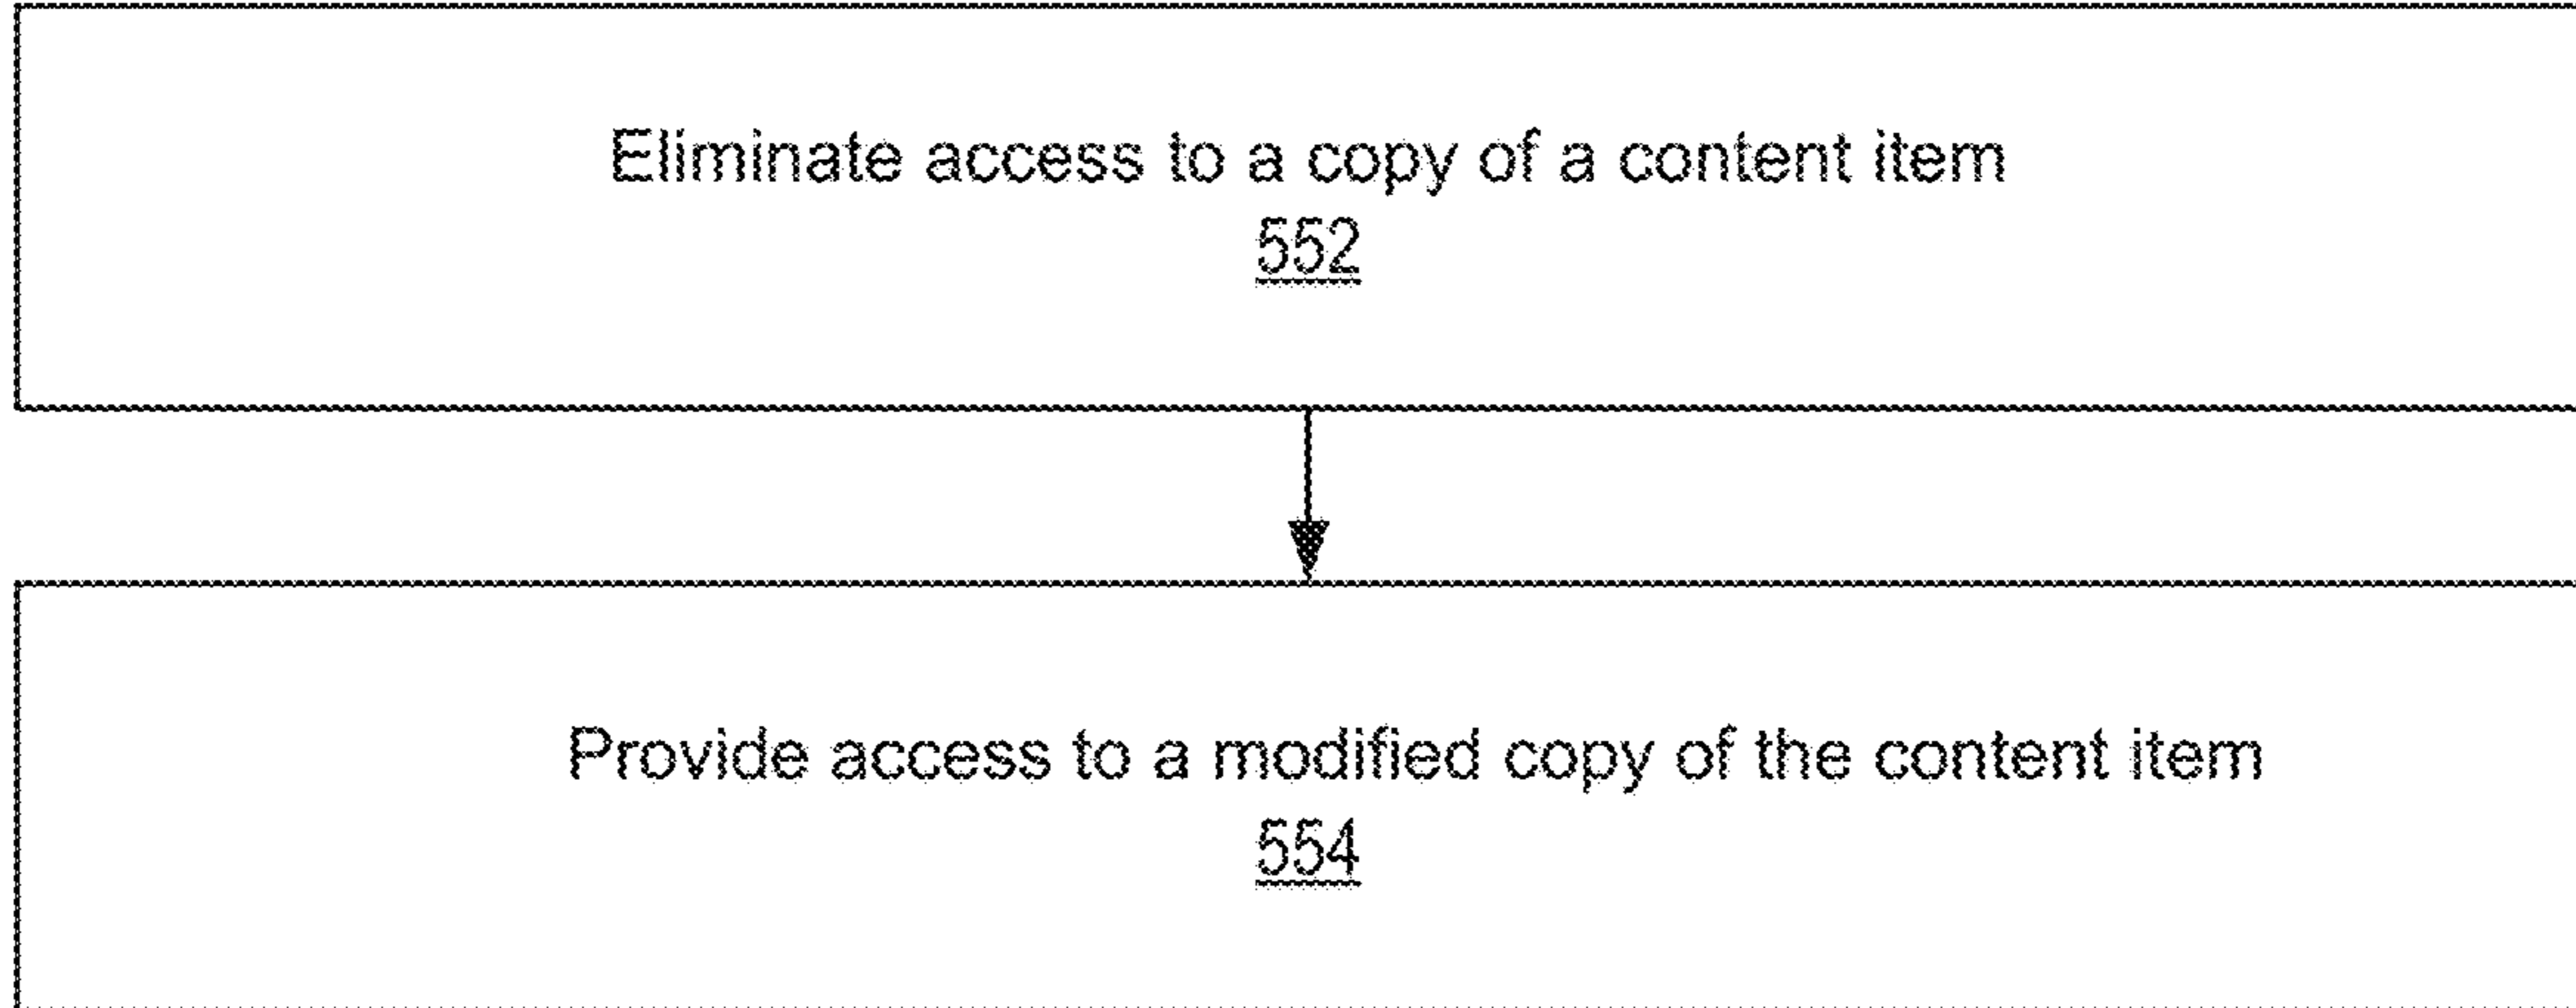 Eliminate access to a copy of a content item
552
Provide access to a modified copy of the content item
554